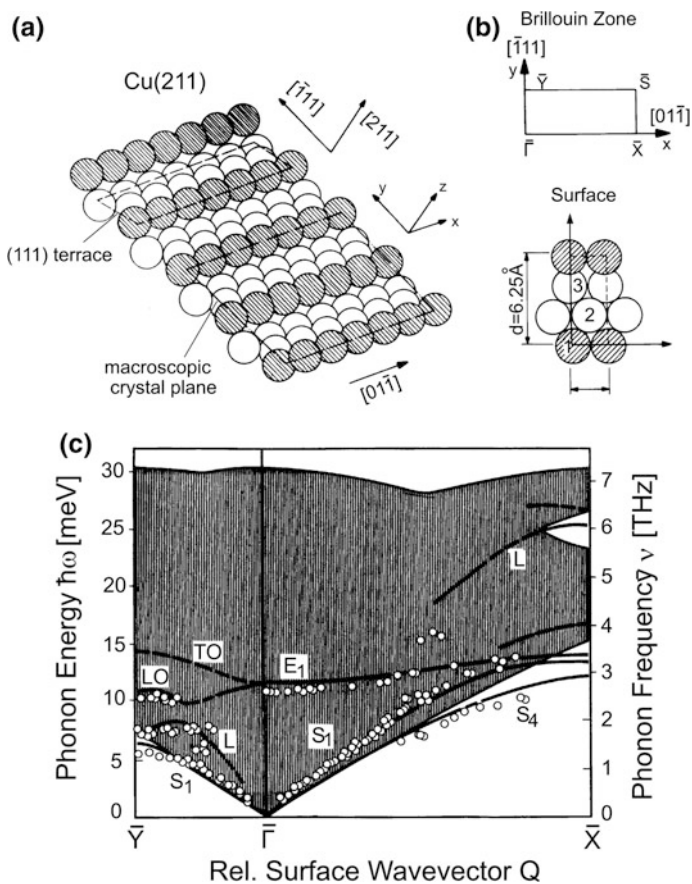 (a)
Cu(211)
[1̄11]
[211]
y
z
x
(111) terrace
macroscopic
crystal plane
[011̄]
(b)
Brillouin Zone
[1̄11]
y
Ȳ
S̄
[011̄]
Γ̄
X̄
x
Surface
d=6.25Å
3
2
1
(c)
Phonon Energy ħω [meV]
30
25
20
15
10
5
0
Phonon Frequency ν [THz]
7
6
5
4
3
2
1
0
L
TO
LO
E₁
L
S₁
S₁
S₄
Ȳ
Γ̄
X̄
Rel. Surface Wavevector Q